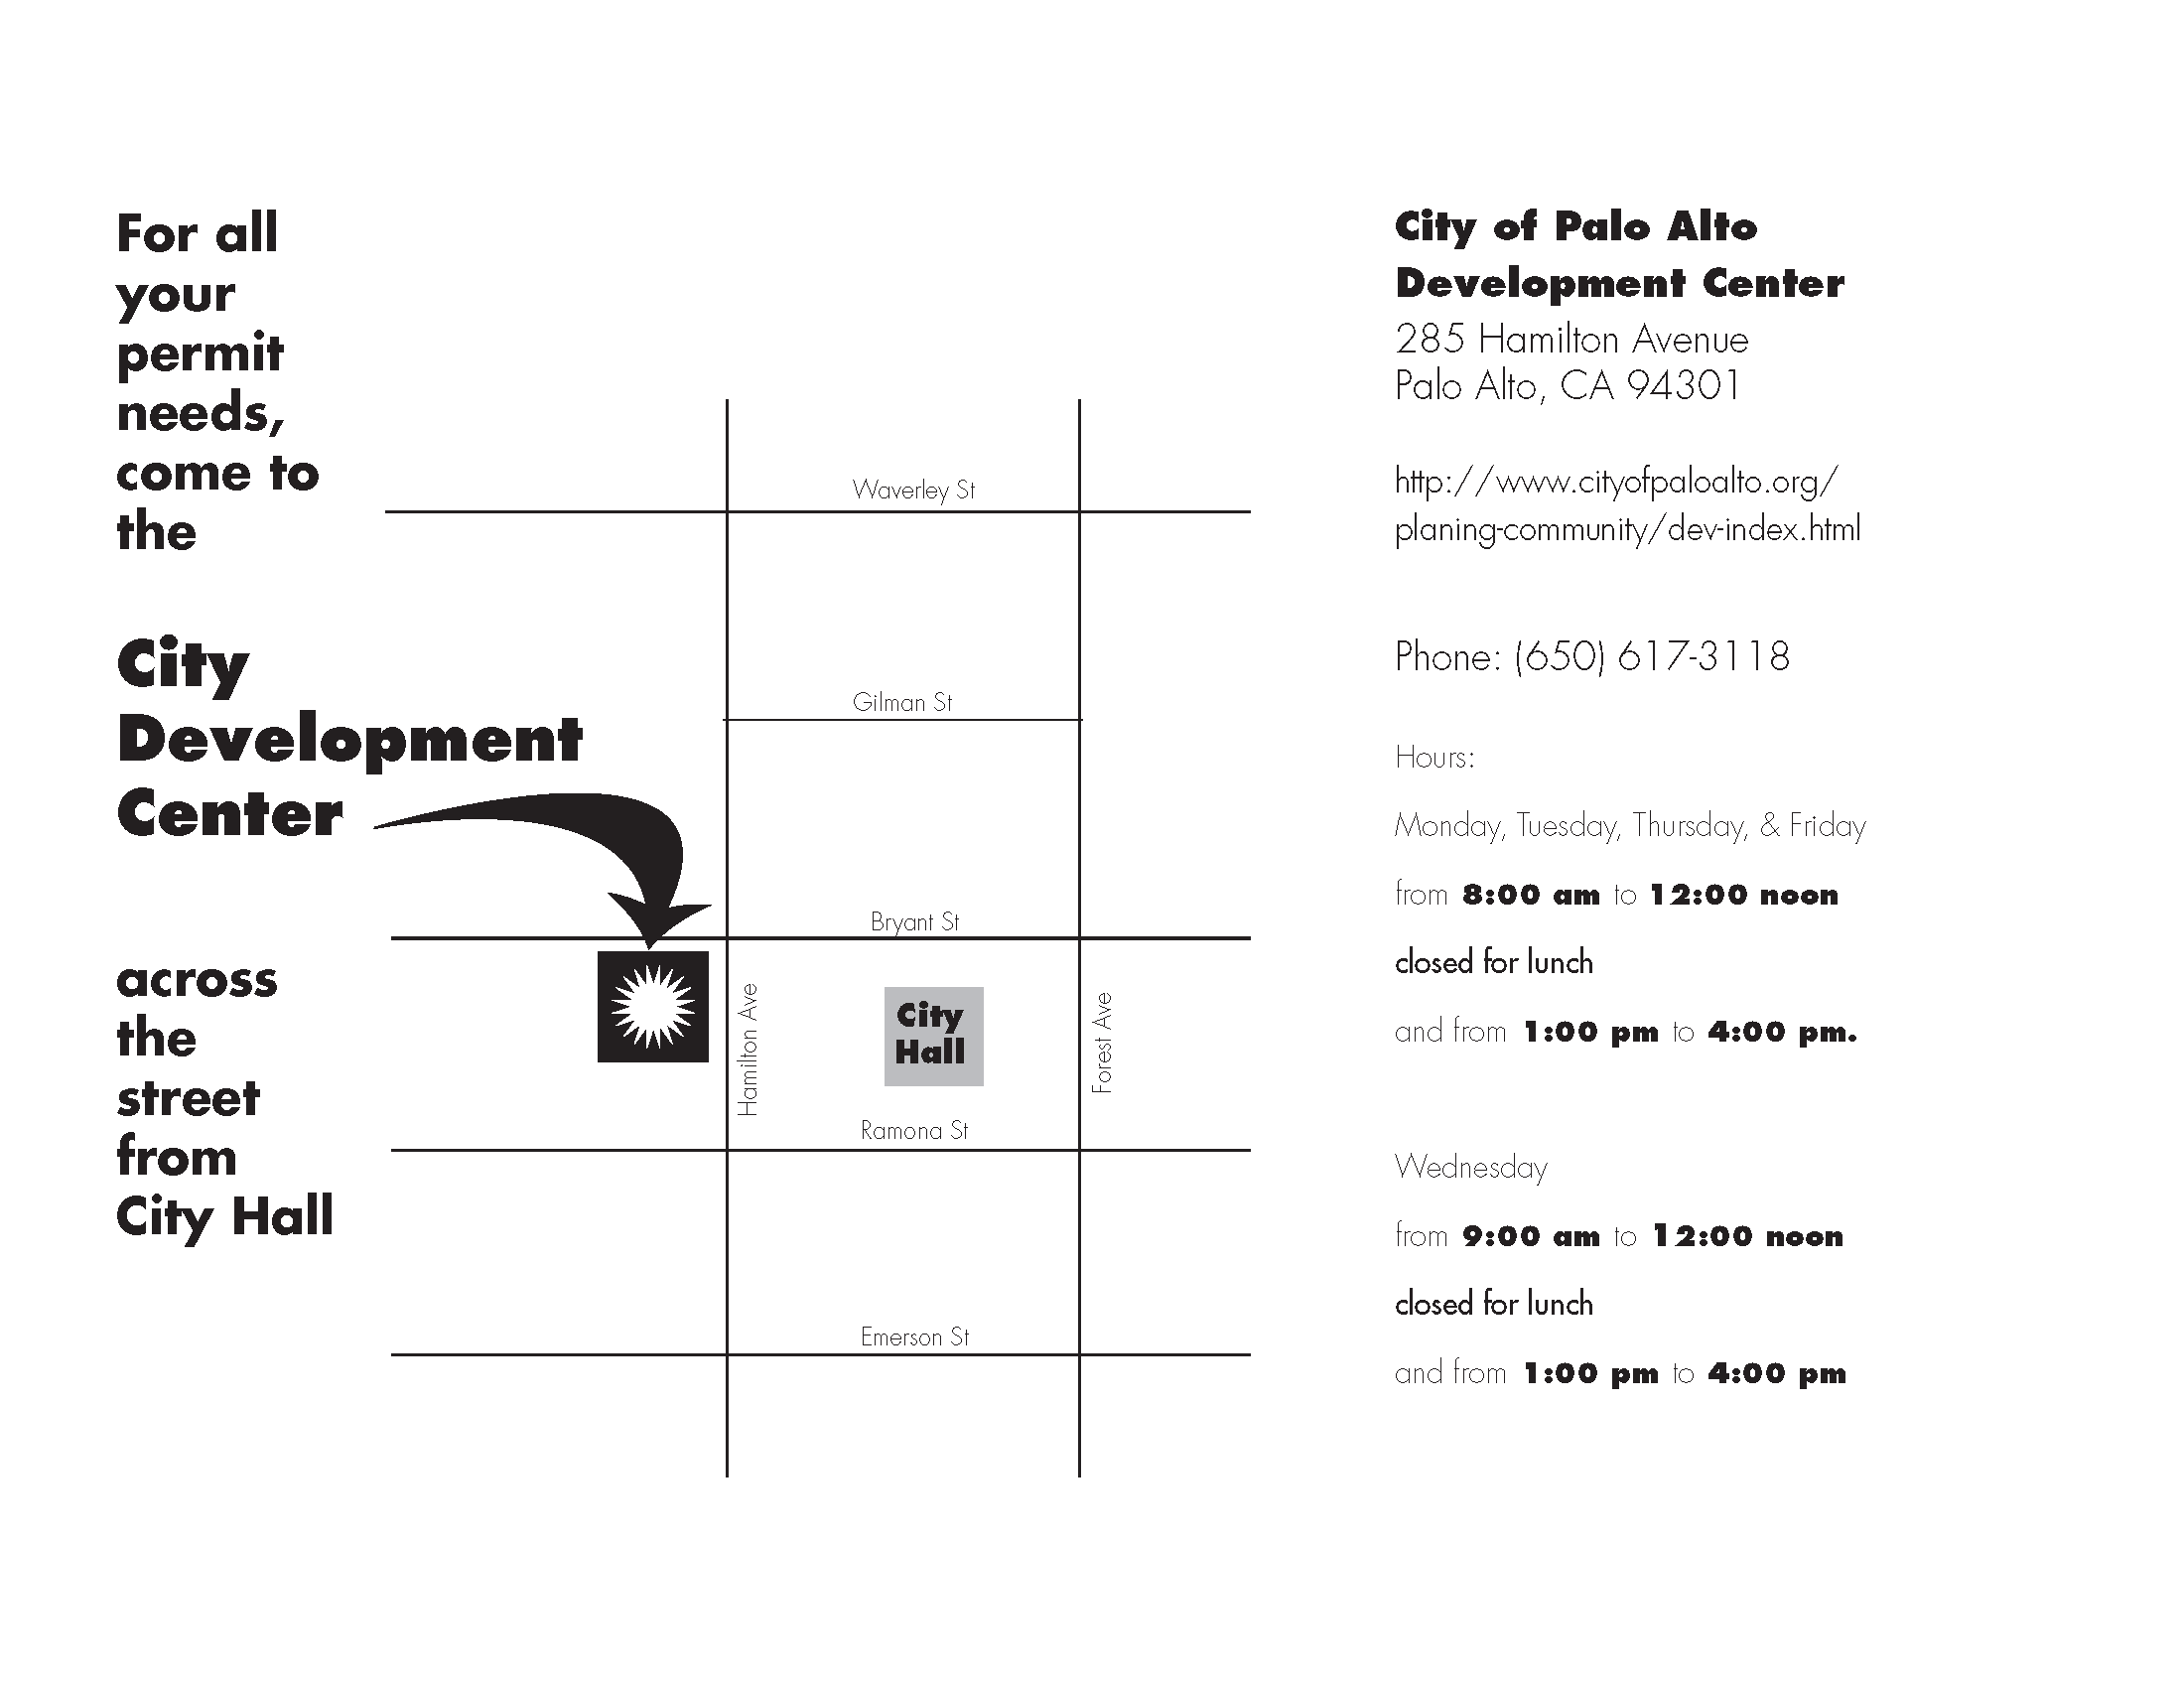 For all
your
permit
needs,
come to
the
City
Development
Center
across
the
street
from
City Hall
Waverley St
Gilman St
Bryant St
Hamilton Ave
City
Hall
Forest Ave
Ramona St
Emerson St
City of Palo Alto
Development Center
285 Hamilton Avenue
Palo Alto, CA 94301
http://www.cityofpaloalto.org/
planing-community/dev-index.html
Phone: (650) 617-3118
Hours:
Monday, Tuesday, Thursday, & Friday
from 8:00 am to 12:00 noon
closed for lunch
and from 1:00 pm to 4:00 pm.
Wednesday
from 9:00 am to 12:00 noon
closed for lunch
and from 1:00 pm to 4:00 pm